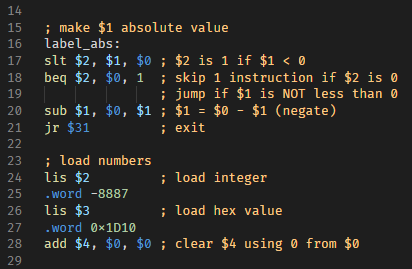 14
15 ; make $1 absolute value
16 label_abs:
17 slt $2, $1, $0 ; $2 is 1 if $1 < 0
18 beq $2, $0, 1 ; skip 1 instruction if $2 is 0
19 ; jump if $1 is NOT less than 0
20 sub $1, $0, $1 ; $1 = $0 - $1 (negate)
21 jr $31 ; exit
22
23 ; load numbers
24 lis $2 ; load integer
25 .word -8887
26 lis $3 ; load hex value
27 .word 0x1D10
28 add $4, $0, $0 ; clear $4 using 0 from $0
29